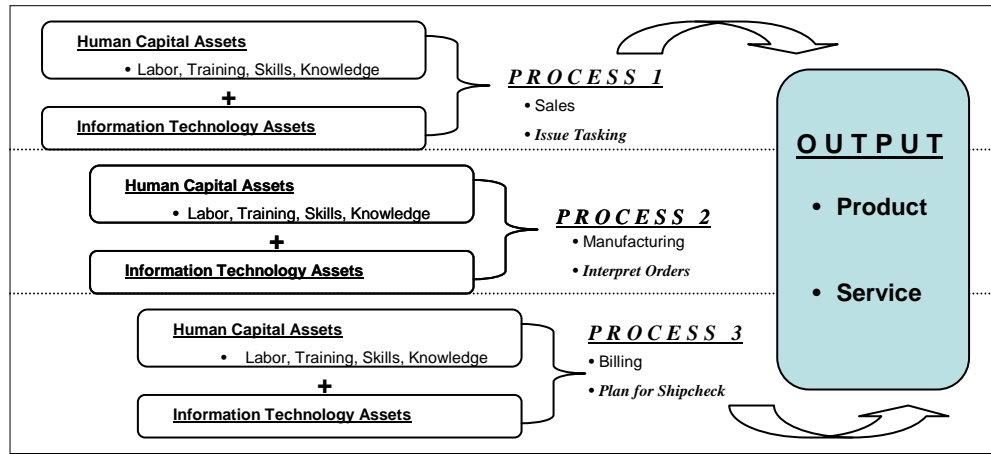 Human Capital Assets
• Labor, Training, Skills, Knowledge
+
Information Technology Assets
PROCESS 1
• Sales
• Issue Tasking
Human Capital Assets
• Labor, Training, Skills, Knowledge
+
Information Technology Assets
PROCESS 2
• Manufacturing
• Interpret Orders
Human Capital Assets
• Labor, Training, Skills, Knowledge
+
Information Technology Assets
PROCESS 3
• Billing
• Plan for Shipcheck
OUTPUT
• Product
• Service